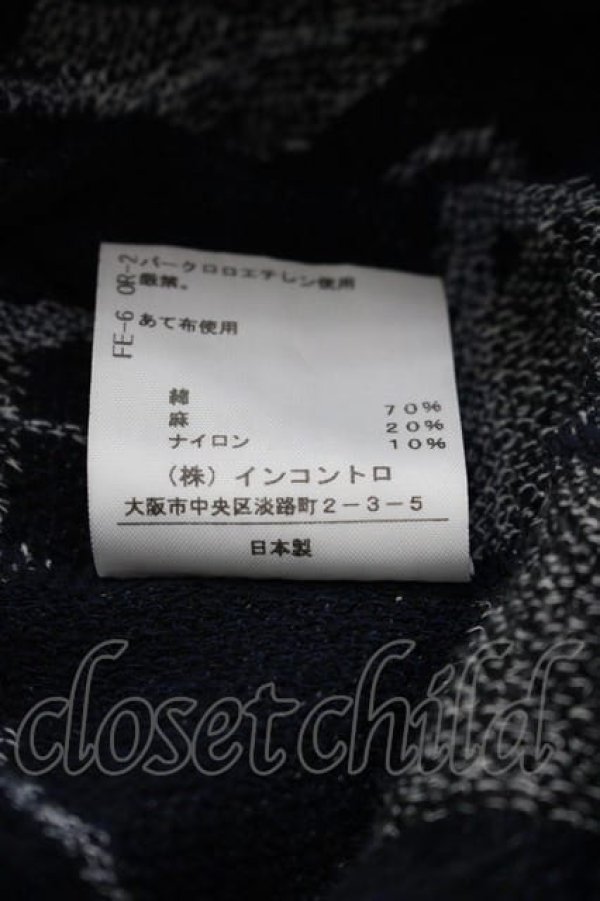 FE-6 OR-2
パークロロエチレン使用
厳禁。
あて布使用
綿 70%
麻 20%
ナイロン 10%
(株) インコントロ
大阪市中央区淡路町2-3-5
日本製
closetchild